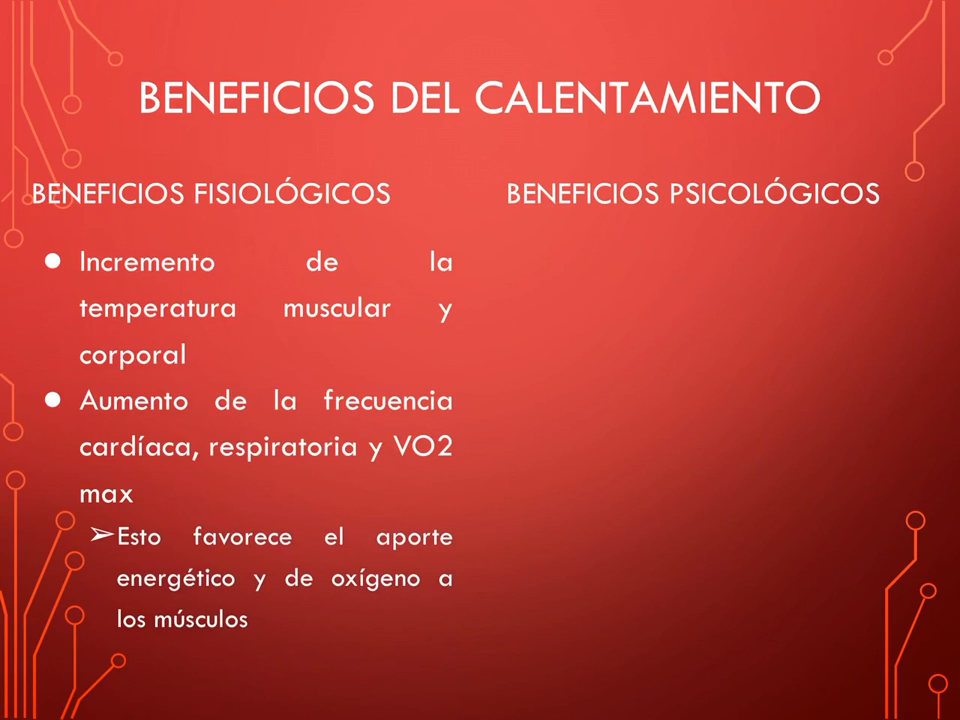 BENEFICIOS DEL CALENTAMIENTO
BENEFICIOS FISIOLÓGICOS
● Incremento de la
temperatura muscular y
corporal
● Aumento de la frecuencia
cardíaca, respiratoria y VO2
max
➢Esto favorece el aporte
energético y de oxígeno a
los músculos
BENEFICIOS PSICOLÓGICOS